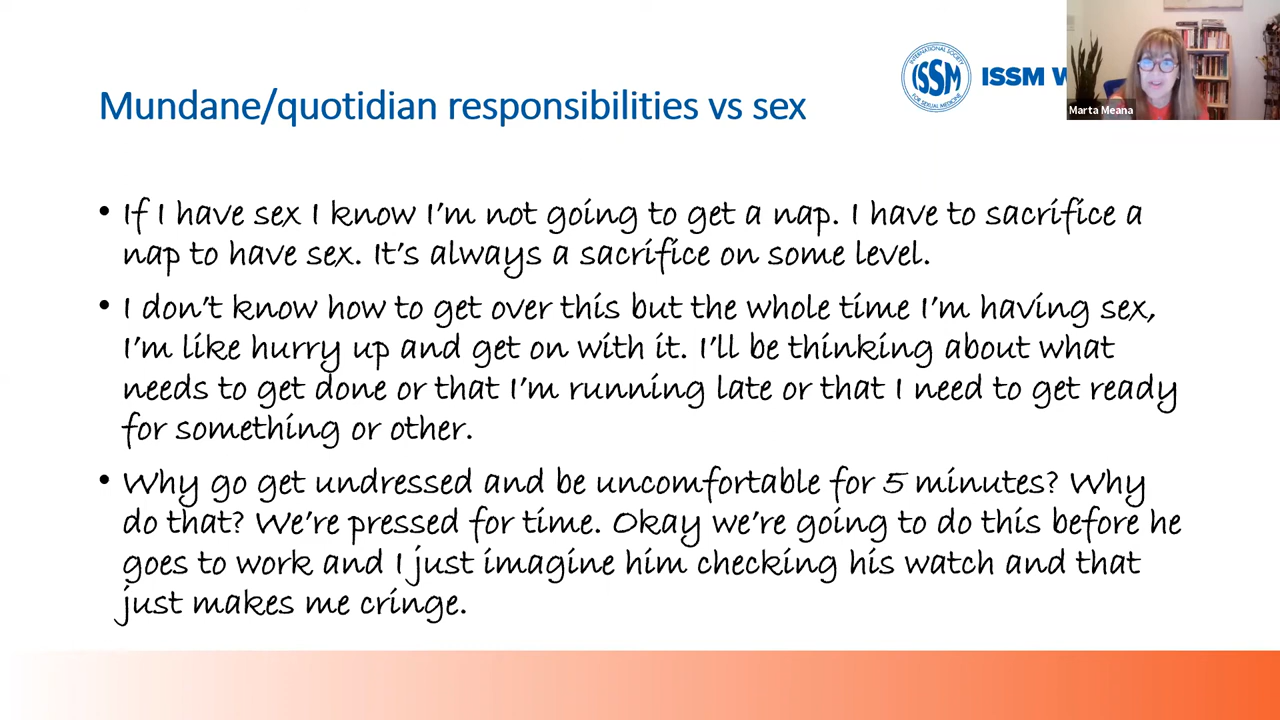 INTERNATIONAL SOCIETY
ISSM
FOR SEXUAL MEDICINE
ISSM W
Marta Meana
Mundane/quotidian responsibilities vs sex
• If I have sex I know I'm not going to get a nap. I have to sacrifice a
nap to have sex. It's always a sacrifice on some level.
• I don't know how to get over this but the whole time I'm having sex,
I'm like hurry up and get on with it. I'll be thinking about what
needs to get done or that I'm running late or that I need to get ready
for something or other.
• Why go get undressed and be uncomfortable for 5 minutes? Why
do that? We're pressed for time. Okay we're going to do this before he
goes to work and I just imagine him checking his watch and that
just makes me cringe.